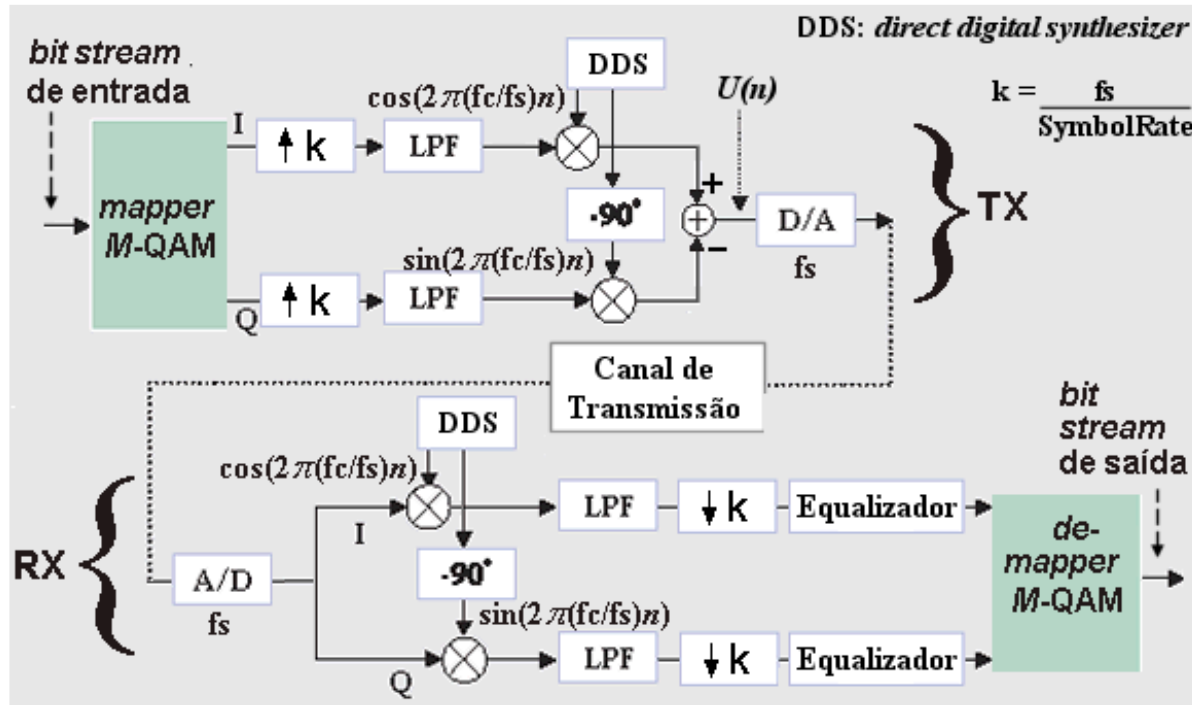 DDS: direct digital synthesizer
bit stream
de entrada
DDS
cos(2π(fc/fs)n)
U(n)
k = fs
SymbolRate
I
↑ k
LPF
+
TX
mapper
M-QAM
-90°
+
D/A
fs
−
sin(2π(fc/fs)n)
Q
↑ k
LPF
Canal de
Transmissão
bit
stream
de saída
DDS
cos(2π(fc/fs)n)
I
LPF
↓ k
Equalizador
RX
A/D
fs
-90°
de-
mapper
M-QAM
sin(2π(fc/fs)n)
Q
LPF
↓ k
Equalizador